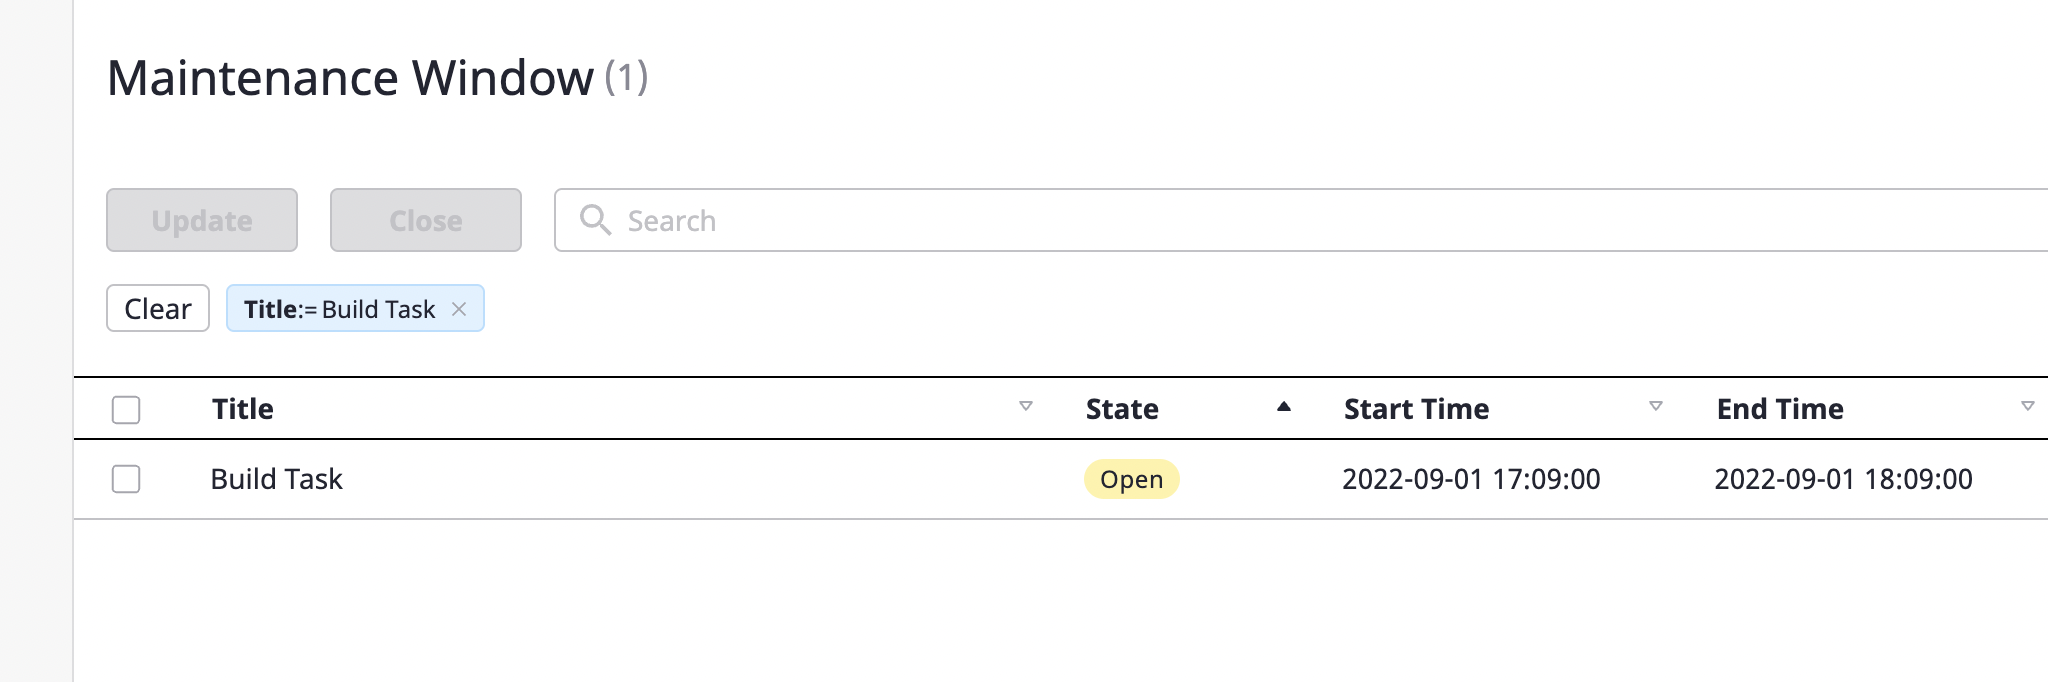 Maintenance Window (1)
Update Close Search
Clear Title:= Build Task
Title State Start Time End Time
Build Task Open 2022-09-01 17:09:00 2022-09-01 18:09:00